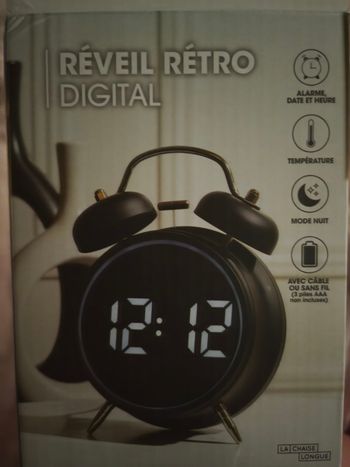 RÉVEIL RÉTRO
DIGITAL
ALARME,
DATE ET HEURE
TEMPÉRATURE
MODE NUIT
AVEC CÂBLE
OU SANS FIL
(3 piles AAA
non incluses)
12:12
LA CHAISE
LONGUE